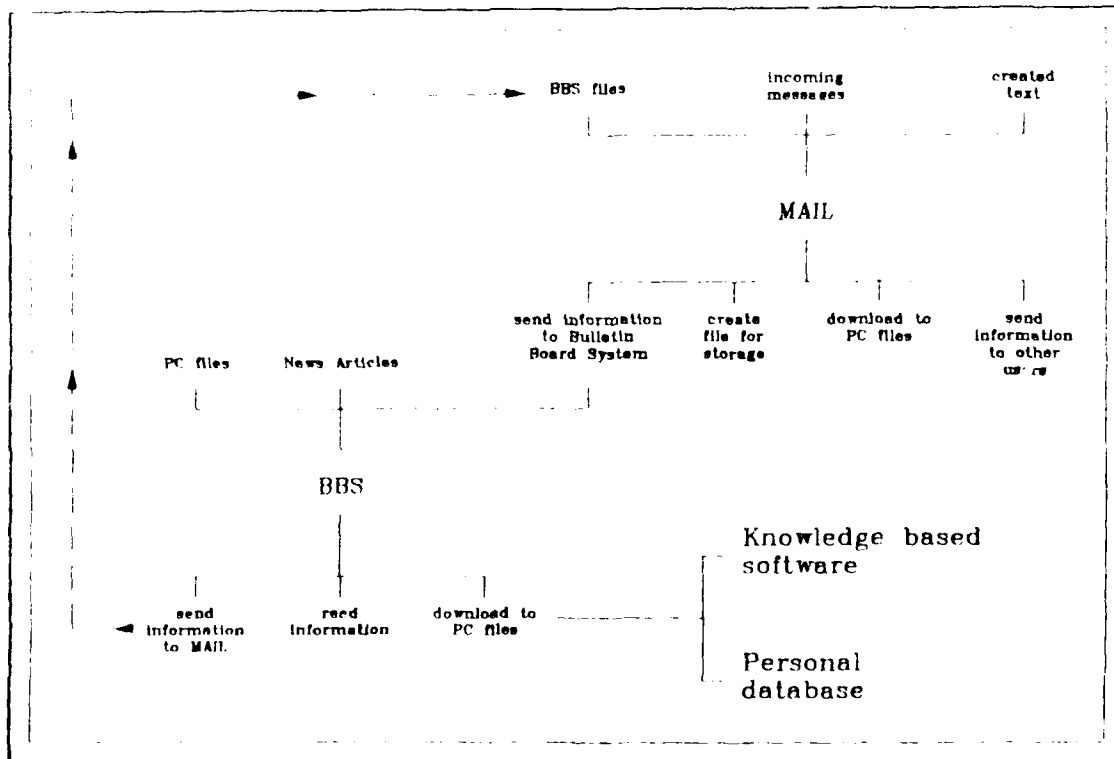 BBS files
incoming
messages
created
text
MAIL
send information
to Bulletin
Board System
create
file for
storage
download to
PC files
send
information
to other
PC files
News Articles
BBS
send
information
to MAIL
read
information
download to
PC files
Knowledge based
software
Personal
database